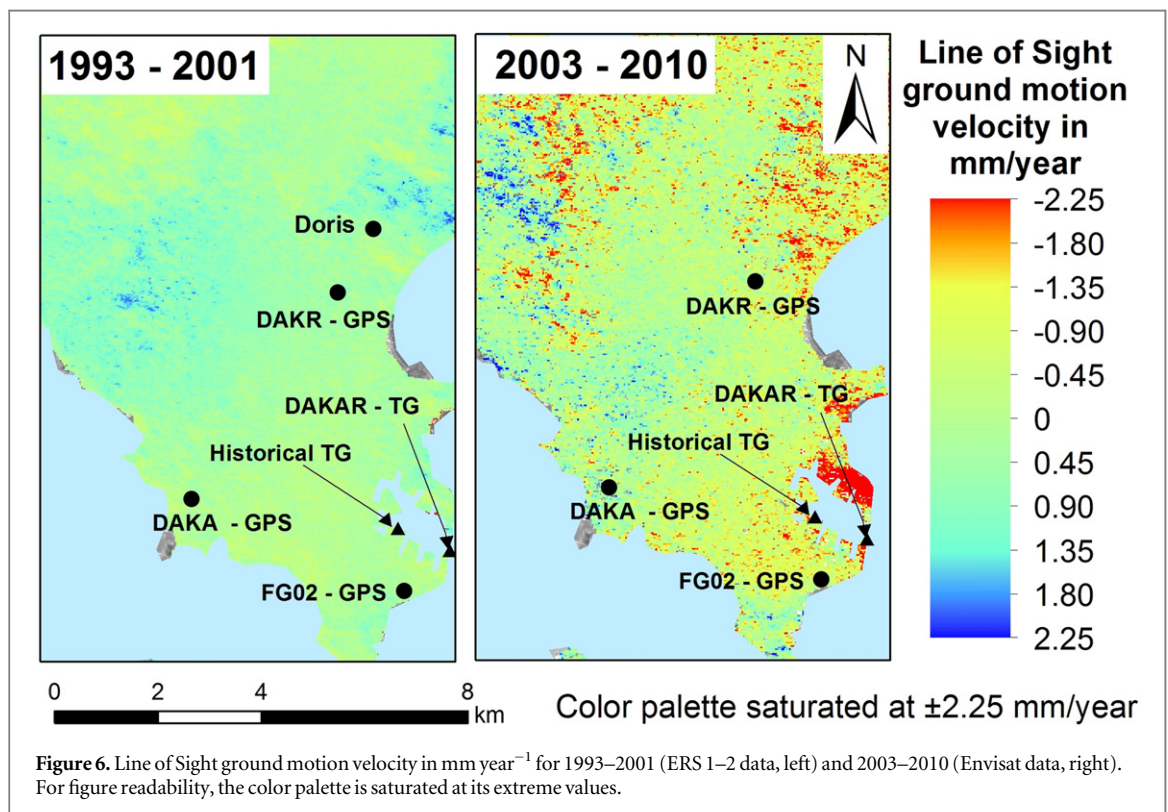 1993 - 2001
2003 - 2010
N
Line of Sight
ground motion
velocity in
mm/year
-2.25
-1.80
-1.35
-0.90
-0.45
0
0.45
0.90
1.35
1.80
2.25
Doris
DAKR - GPS
DAKAR - TG
Historical TG
DAKA - GPS
FG02 - GPS
DAKR - GPS
DAKAR - TG
Historical TG
DAKA - GPS
FG02 - GPS
0 2 4 8
km
Color palette saturated at ±2.25 mm/year
Figure 6. Line of Sight ground motion velocity in mm year⁻¹ for 1993–2001 (ERS 1–2 data, left) and 2003–2010 (Envisat data, right).
For figure readability, the color palette is saturated at its extreme values.